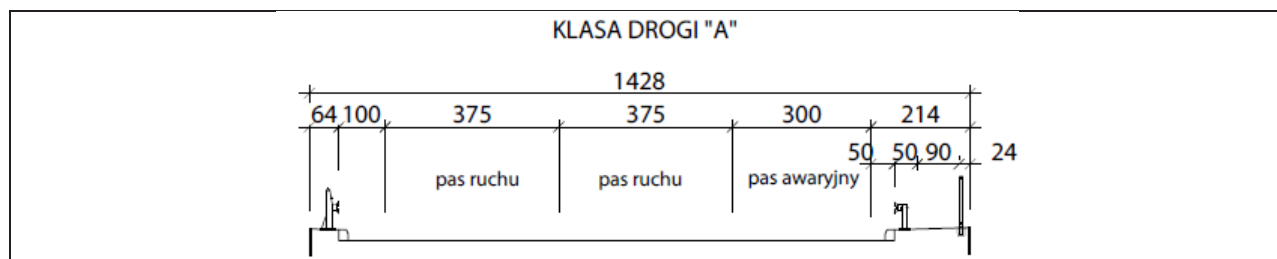 KLASA DROGI "A"
1428
64 100 375 375 300 214
50 50 90 24
pas ruchu pas ruchu pas awaryjny